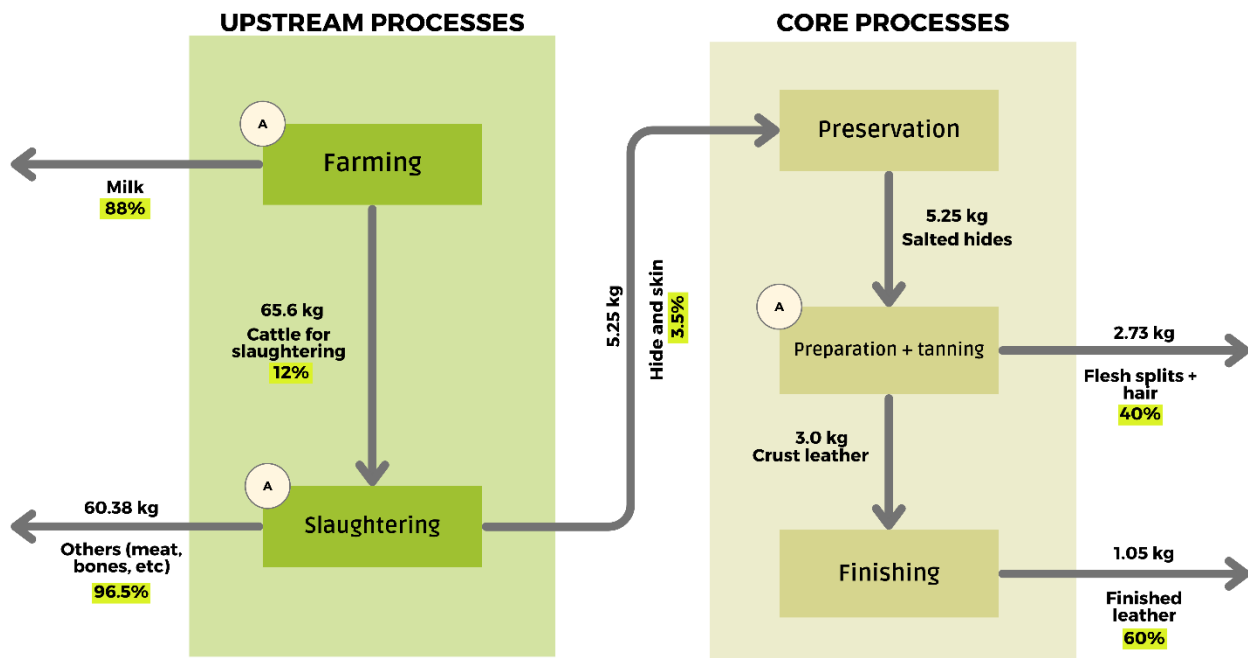 UPSTREAM PROCESSES
CORE PROCESSES
A
Farming
Milk
88%
65.6 kg
Cattle for
slaughtering
12%
A
Slaughtering
60.38 kg
Others (meat,
bones, etc)
96.5%
5.25 kg
Hide and skin
3.5%
Preservation
5.25 kg
Salted hides
A
Preparation + tanning
2.73 kg
Flesh splits +
hair
40%
3.0 kg
Crust leather
Finishing
1.05 kg
Finished
leather
60%